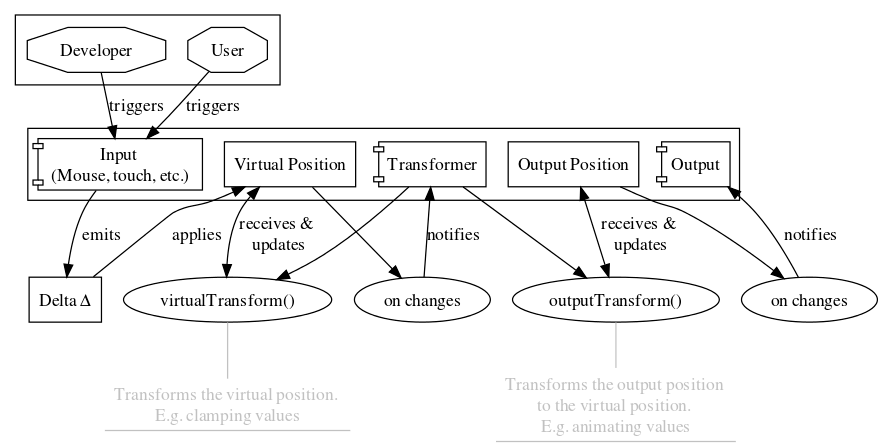 Developer
User
triggers
triggers
Input
(Mouse, touch, etc.)
Virtual Position
Transformer
Output Position
Output
emits
applies
receives &
updates
notifies
receives &
updates
notifies
Delta Δ
virtualTransform()
on changes
outputTransform()
on changes
Transforms the virtual position.
E.g. clamping values
Transforms the output position
to the virtual position.
E.g. animating values